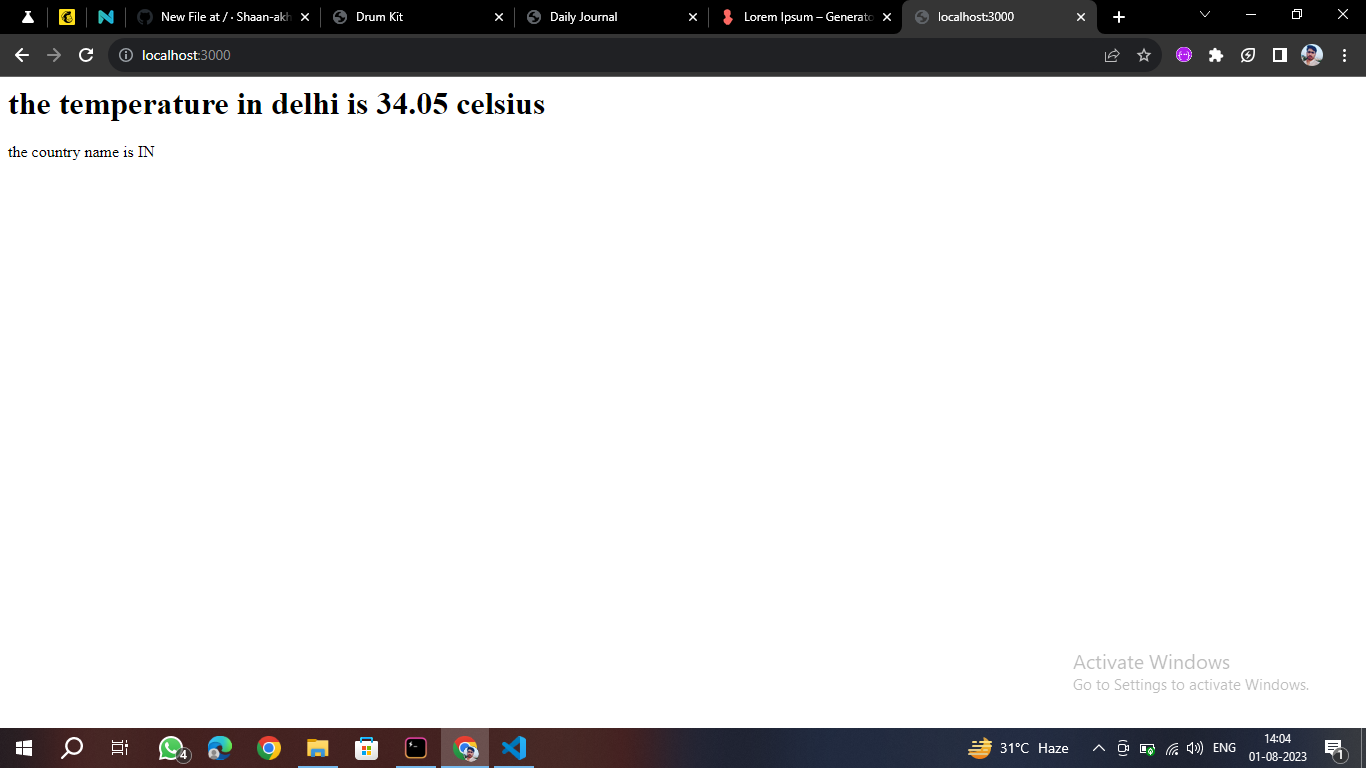 New File at / · Shaan-akh
Drum Kit
Daily Journal
Lorem Ipsum – Generato
localhost:3000
localhost:3000
the temperature in delhi is 34.05 celsius
the country name is IN
Activate Windows
Go to Settings to activate Windows.
4
31°C Haze
ENG
14:04
01-08-2023
1